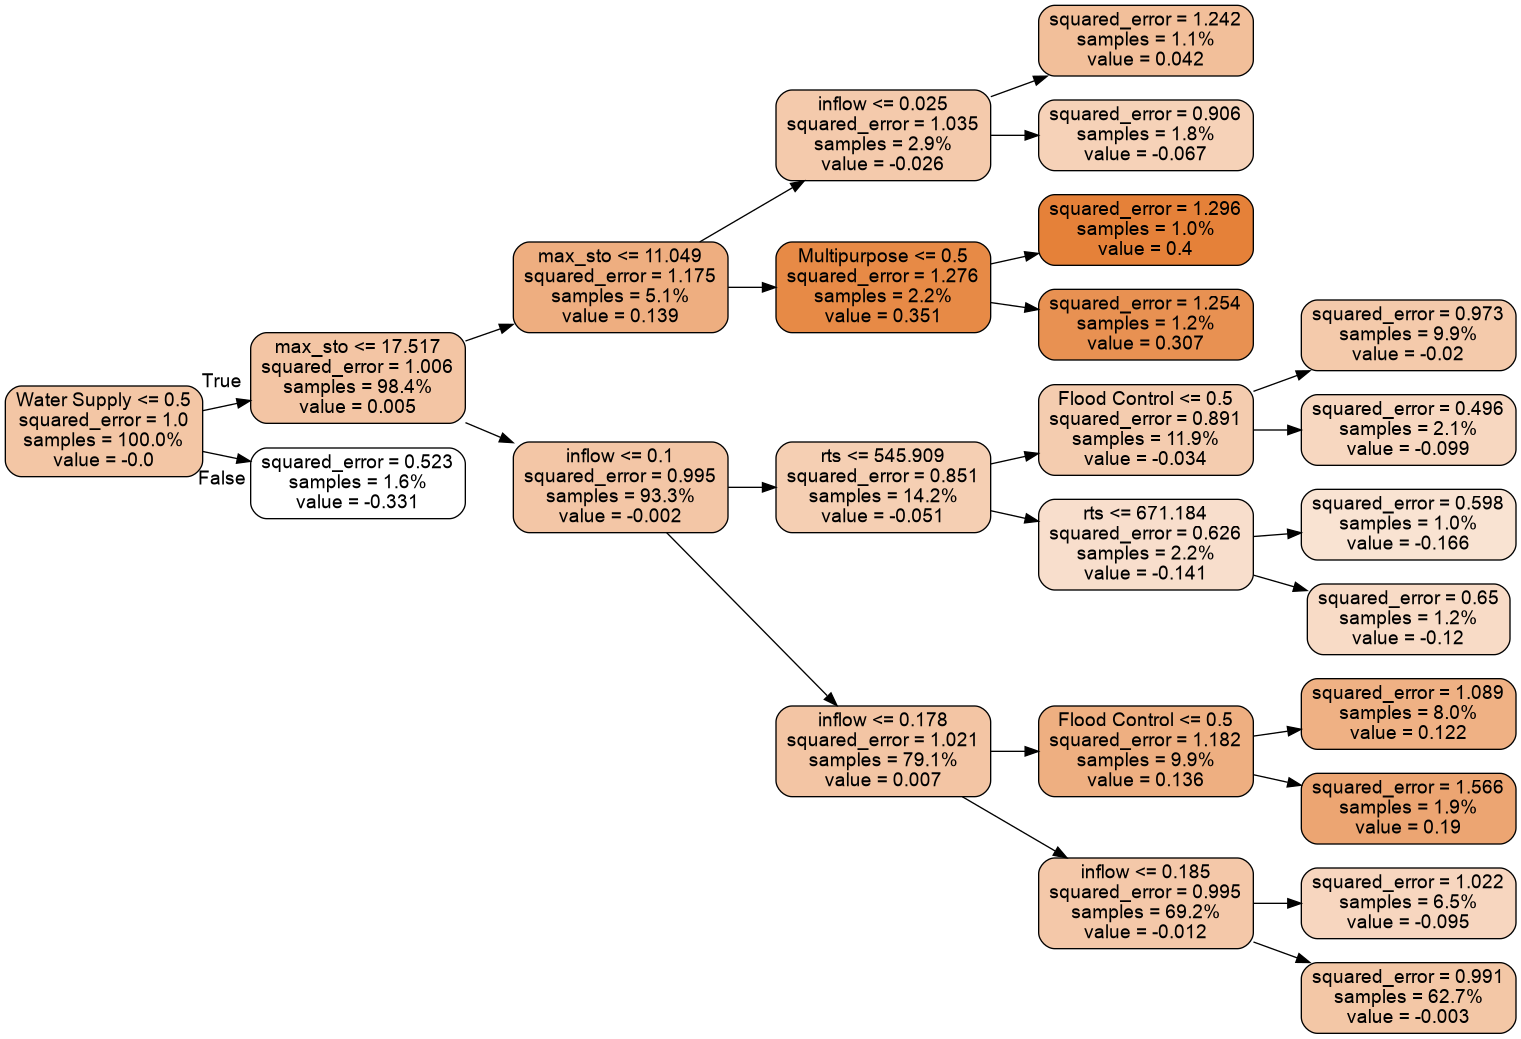 Water Supply <= 0.5
squared_error = 1.0
samples = 100.0%
value = -0.0
True
False
max_sto <= 17.517
squared_error = 1.006
samples = 98.4%
value = 0.005
squared_error = 0.523
samples = 1.6%
value = -0.331
max_sto <= 11.049
squared_error = 1.175
samples = 5.1%
value = 0.139
inflow <= 0.1
squared_error = 0.995
samples = 93.3%
value = -0.002
inflow <= 0.025
squared_error = 1.035
samples = 2.9%
value = -0.026
Multipurpose <= 0.5
squared_error = 1.276
samples = 2.2%
value = 0.351
rts <= 545.909
squared_error = 0.851
samples = 14.2%
value = -0.051
inflow <= 0.178
squared_error = 1.021
samples = 79.1%
value = 0.007
squared_error = 1.242
samples = 1.1%
value = 0.042
squared_error = 0.906
samples = 1.8%
value = -0.067
squared_error = 1.296
samples = 1.0%
value = 0.4
squared_error = 1.254
samples = 1.2%
value = 0.307
Flood Control <= 0.5
squared_error = 0.891
samples = 11.9%
value = -0.034
rts <= 671.184
squared_error = 0.626
samples = 2.2%
value = -0.141
Flood Control <= 0.5
squared_error = 1.182
samples = 9.9%
value = 0.136
inflow <= 0.185
squared_error = 0.995
samples = 69.2%
value = -0.012
squared_error = 0.973
samples = 9.9%
value = -0.02
squared_error = 0.496
samples = 2.1%
value = -0.099
squared_error = 0.598
samples = 1.0%
value = -0.166
squared_error = 0.65
samples = 1.2%
value = -0.12
squared_error = 1.089
samples = 8.0%
value = 0.122
squared_error = 1.566
samples = 1.9%
value = 0.19
squared_error = 1.022
samples = 6.5%
value = -0.095
squared_error = 0.991
samples = 62.7%
value = -0.003